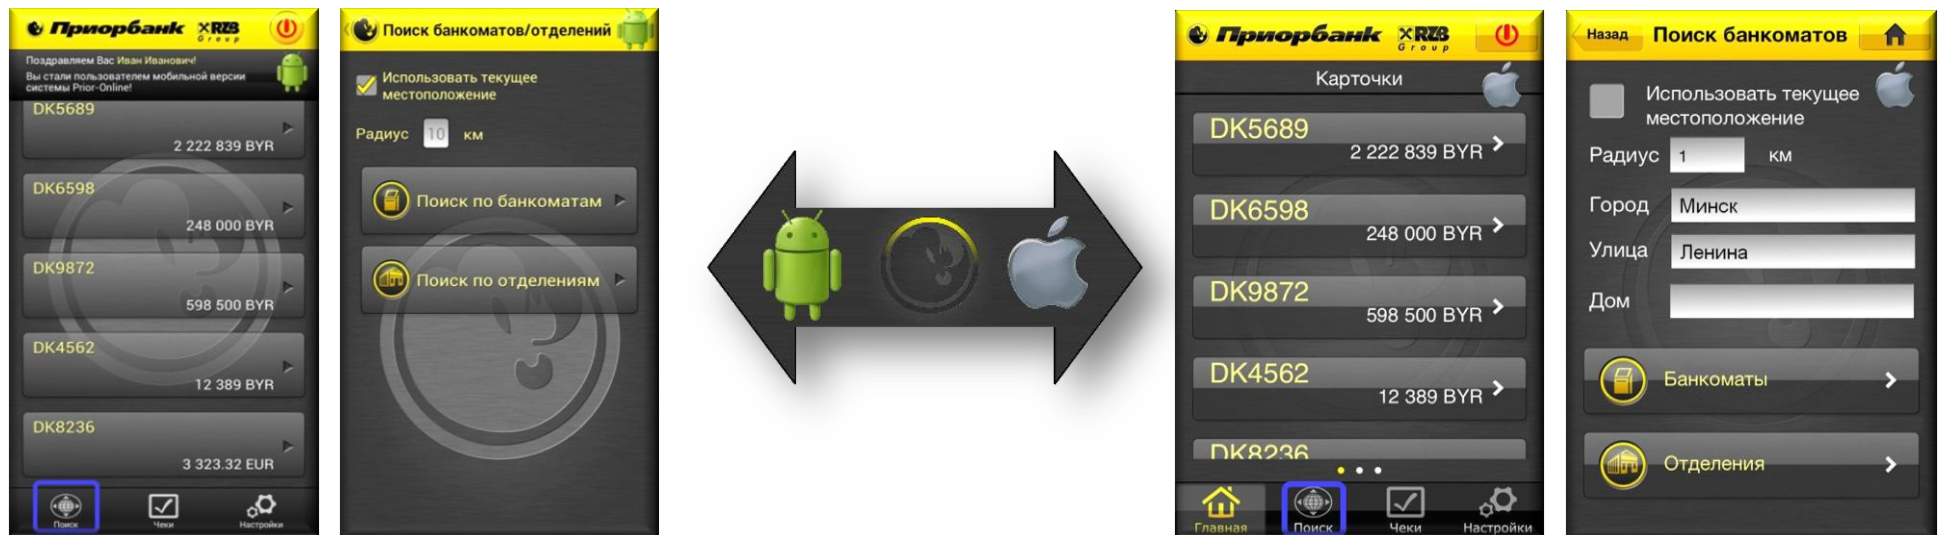 Приорбанк RZB
Group
Поздравляем Вас Иван Иванович!
Вы стали пользователем мобильной версии
системы Prior-Online!
DK5689
2 222 839 BYR
DK6598
248 000 BYR
DK9872
598 500 BYR
DK4562
12 389 BYR
DK8236
3 323.32 EUR
Поиск Чеки Настройки
Поиск банкоматов/отделений
Использовать текущее
местоположение
Радиус 10 км
Поиск по банкоматам
Поиск по отделениям
Приорбанк RZB
Group
Карточки
DK5689
2 222 839 BYR
DK6598
248 000 BYR
DK9872
598 500 BYR
DK4562
12 389 BYR
DK8236
Главная Поиск Чеки Настройки
Назад Поиск банкоматов
Использовать текущее
местоположение
Радиус 1 км
Город Минск
Улица Ленина
Дом
Банкоматы
Отделения